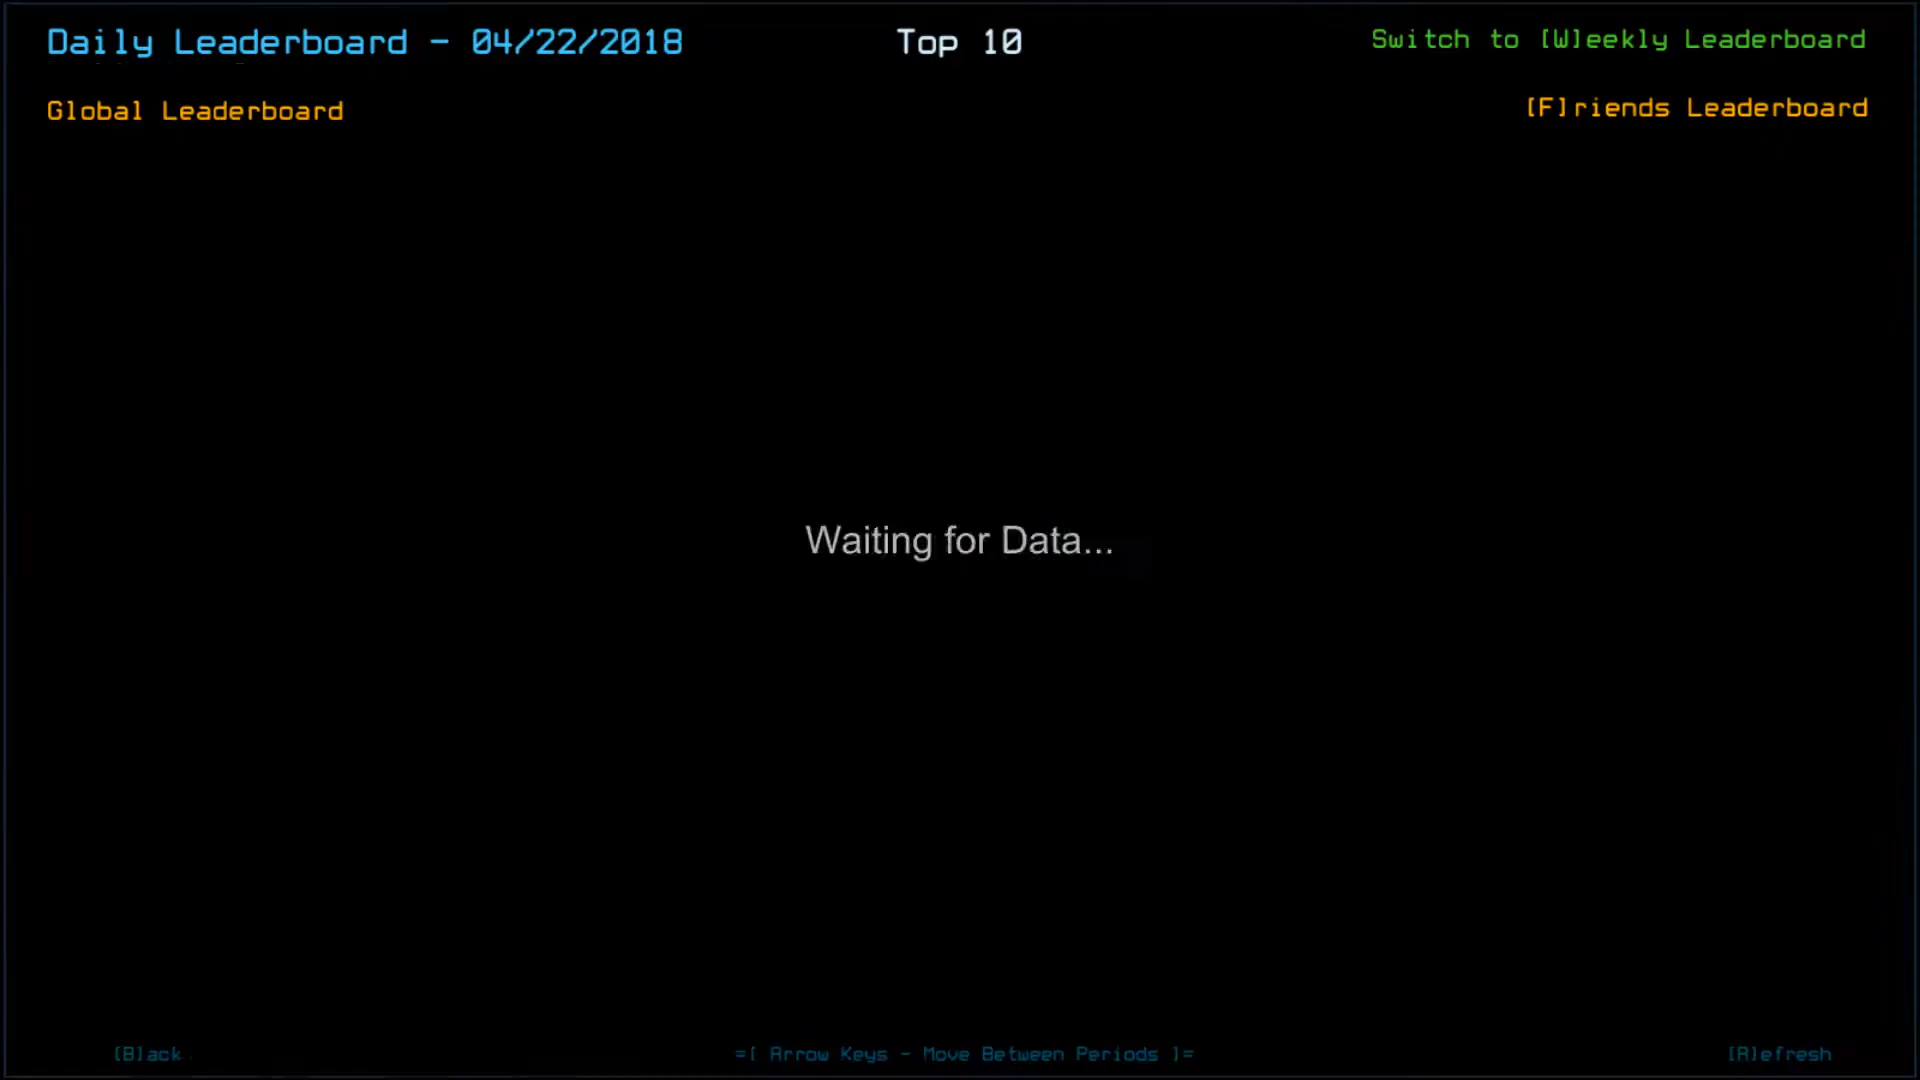 Daily Leaderboard - 04/22/2018
Top 10
Switch to [W]eekly Leaderboard
Global Leaderboard
[F]riends Leaderboard
Waiting for Data...
[B]ack
=[ Arrow Keys - Move Between Periods ]=
[R]efresh